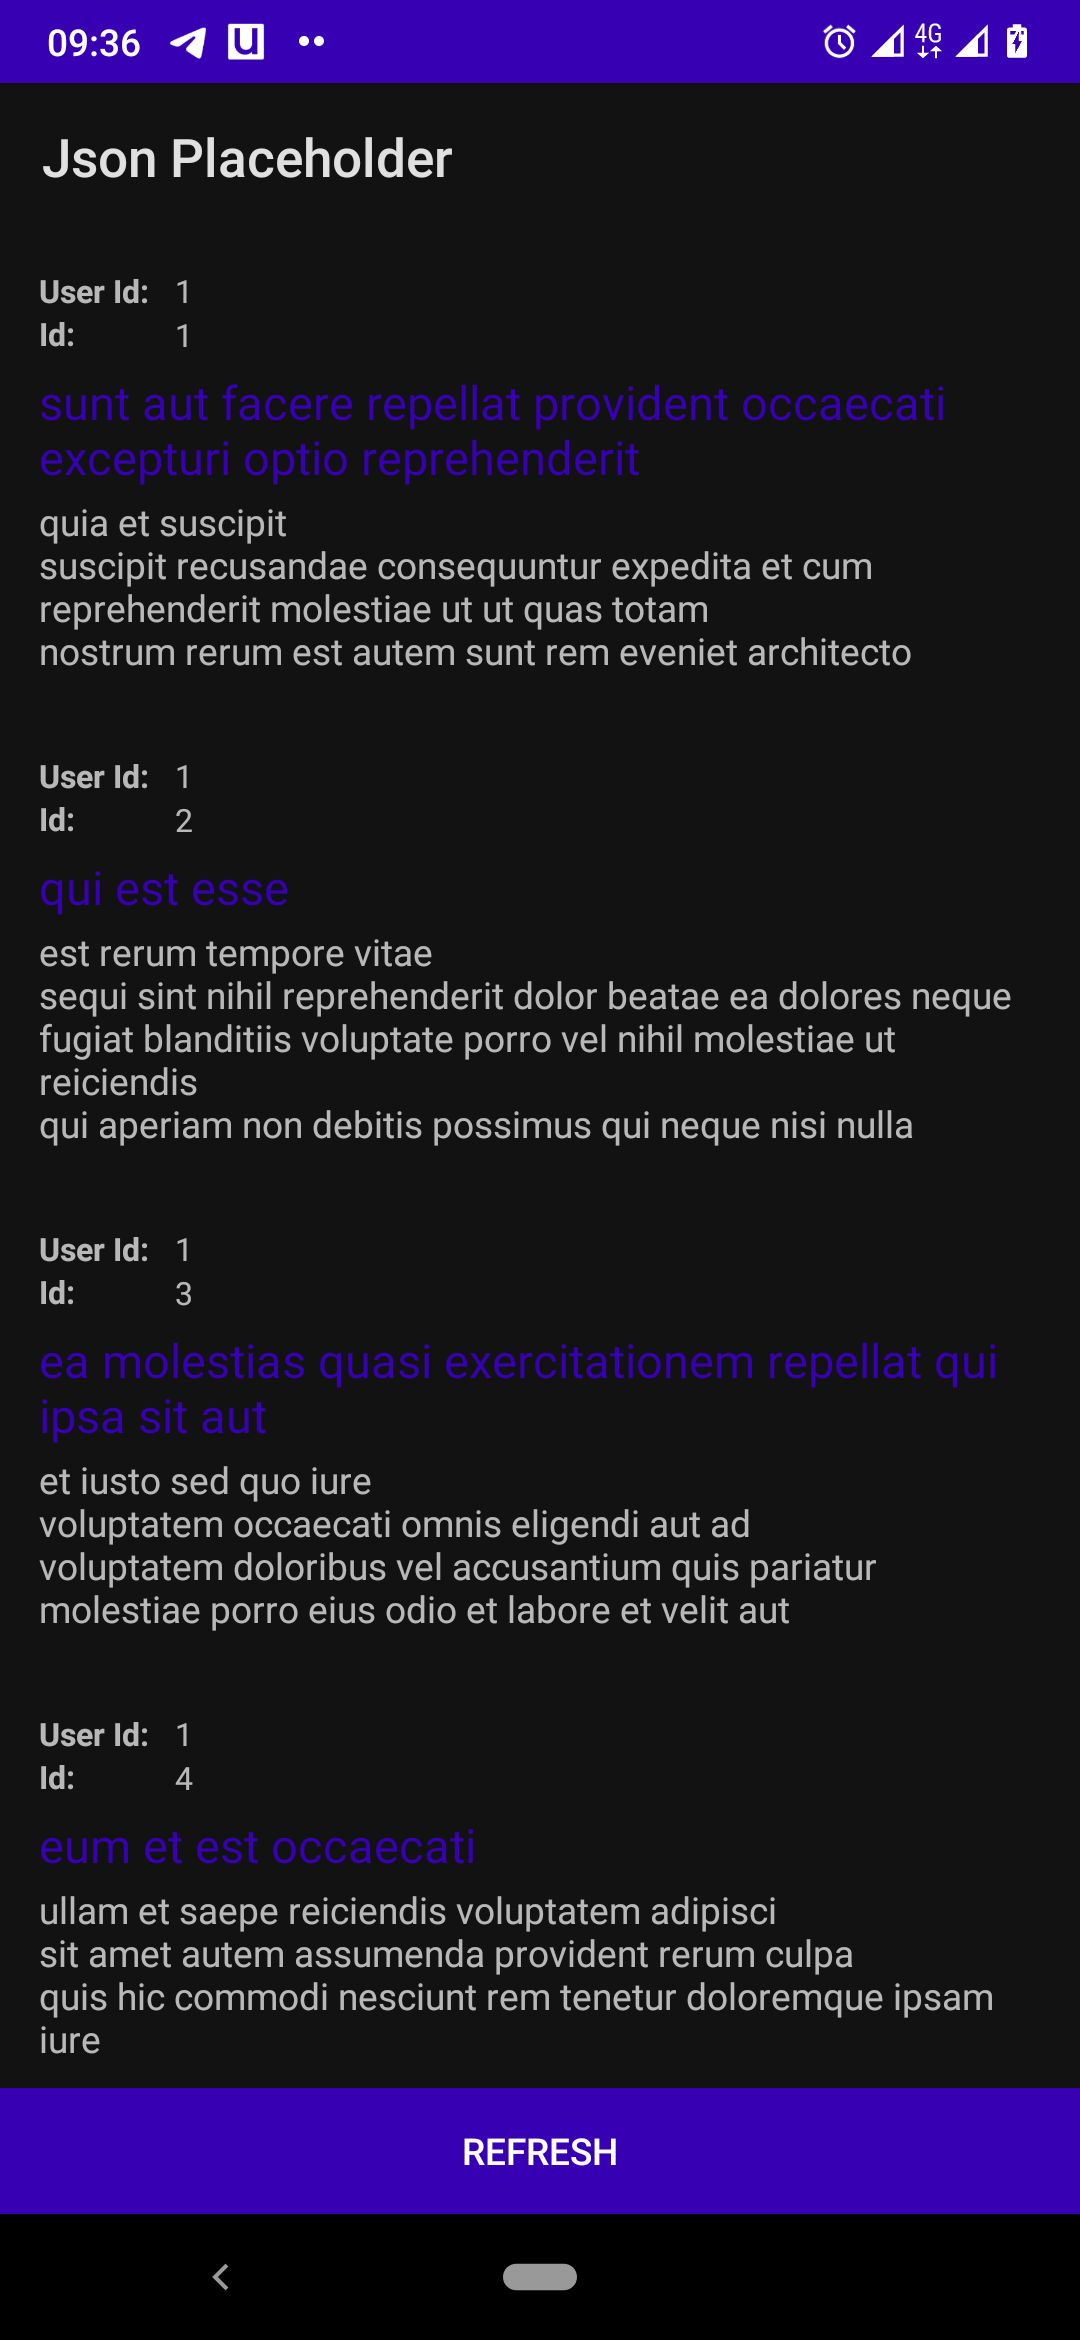 09:36
4G
Json Placeholder
User Id: 1
Id: 1
sunt aut facere repellat provident occaecati
excepturi optio reprehenderit
quia et suscipit
suscipit recusandae consequuntur expedita et cum
reprehenderit molestiae ut ut quas totam
nostrum rerum est autem sunt rem eveniet architecto
User Id: 1
Id: 2
qui est esse
est rerum tempore vitae
sequi sint nihil reprehenderit dolor beatae ea dolores neque
fugiat blanditiis voluptate porro vel nihil molestiae ut
reiciendis
qui aperiam non debitis possimus qui neque nisi nulla
User Id: 1
Id: 3
ea molestias quasi exercitationem repellat qui
ipsa sit aut
et iusto sed quo iure
voluptatem occaecati omnis eligendi aut ad
voluptatem doloribus vel accusantium quis pariatur
molestiae porro eius odio et labore et velit aut
User Id: 1
Id: 4
eum et est occaecati
ullam et saepe reiciendis voluptatem adipisci
sit amet autem assumenda provident rerum culpa
quis hic commodi nesciunt rem tenetur doloremque ipsam
iure
REFRESH